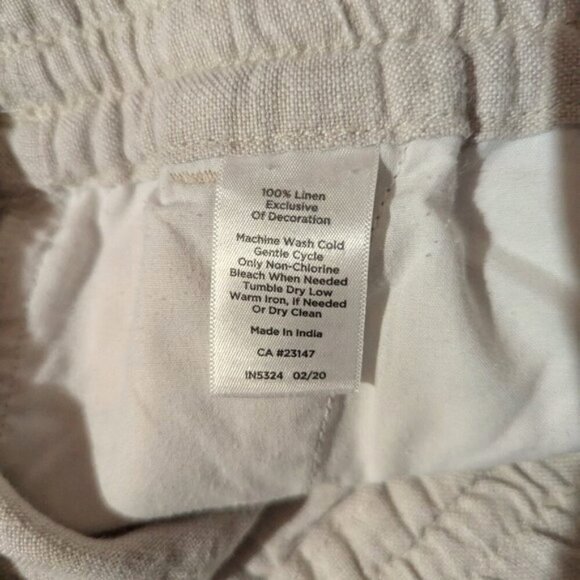 100% Linen
Exclusive
Of Decoration
Machine Wash Cold
Gentle Cycle
Only Non-Chlorine
Bleach When Needed
Tumble Dry Low
Warm Iron, If Needed
Or Dry Clean
Made In India
CA #23147
IN5324 02/20